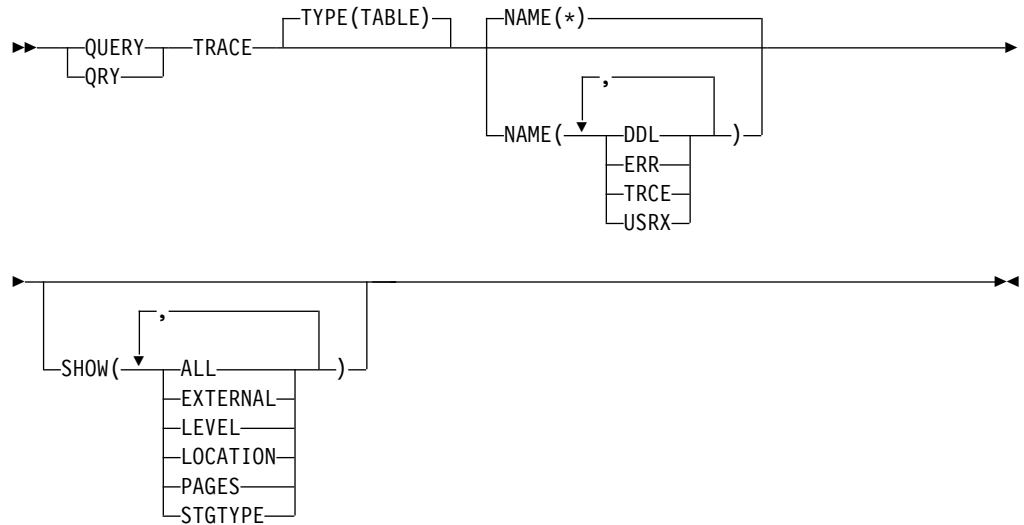 TYPE(TABLE) NAME(*)
QUERY TRACE
QRY ,
NAME( DDL )
ERR
TRCE
USRX
,
SHOW( ALL )
EXTERNAL
LEVEL
LOCATION
PAGES
STGTYPE